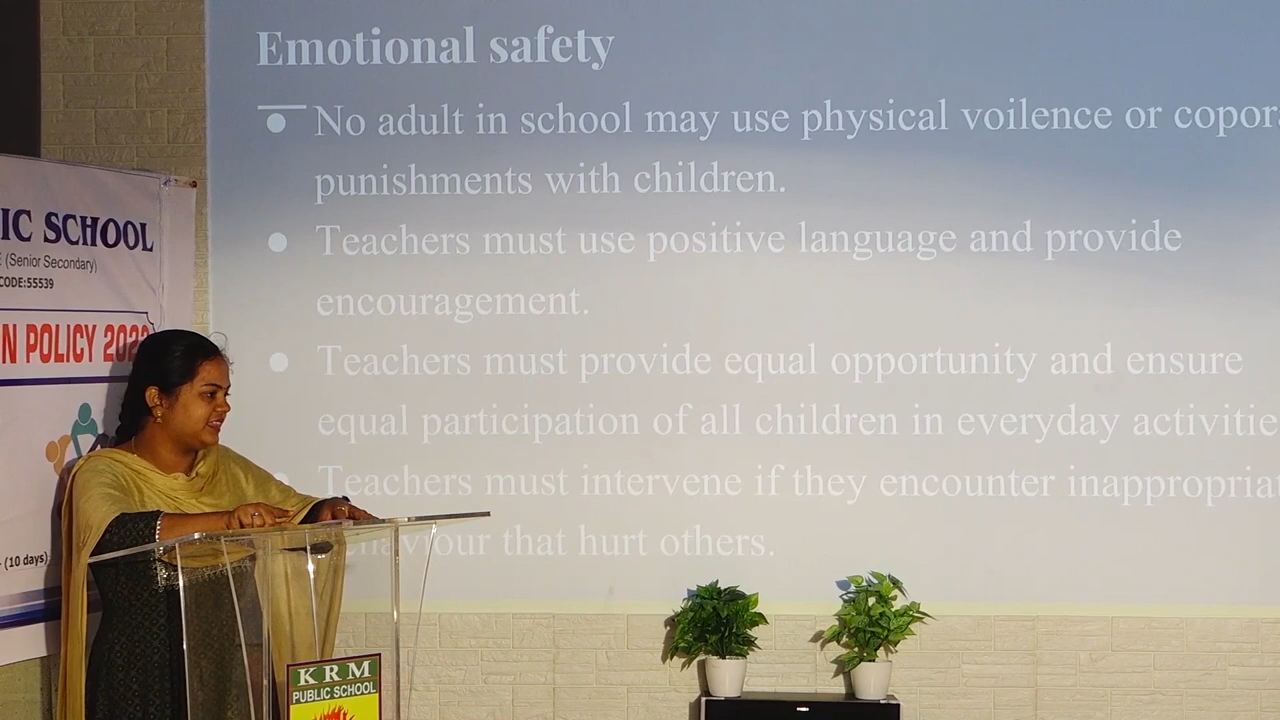 Emotional safety
No adult in school may use physical voilence or copor
punishments with children.
Teachers must use positive language and provide
encouragement.
Teachers must provide equal opportunity and ensure
equal participation of all children in everyday activitie
Teachers must intervene if they encounter inappropria
ehaviour that hurt others.
IC SCHOOL
(Senior Secondary)
CODE:55539
N POLICY
(10 days)
KRM
PUBLIC SCHOOL